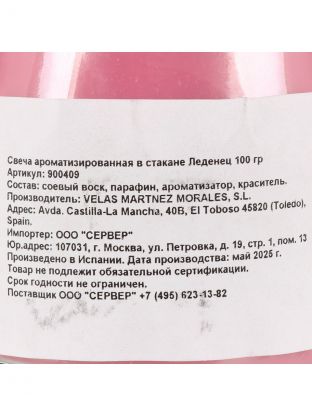 Свеча ароматизированная в стакане Леденец 100 гр
Артикул: 900409
Состав: соевый воск, парафин, ароматизатор, краситель.
Производитель: VELAS MARTNEZ MORALES, S.L.
Адрес: Avda. Castilla-La Mancha, 40B, El Toboso 45820 (Toledo),
Spain.
Импортер: ООО "СЕРВЕР"
Юр.адрес: 107031, г. Москва, ул. Петровка, д. 19, стр. 1, пом. 13
Произведено в Испании. Дата производства: май 2025 г.
Товар не подлежит обязательной сертификации.
Срок годности не ограничен.
Поставщик ООО "СЕРВЕР" +7 (495) 623-13-82